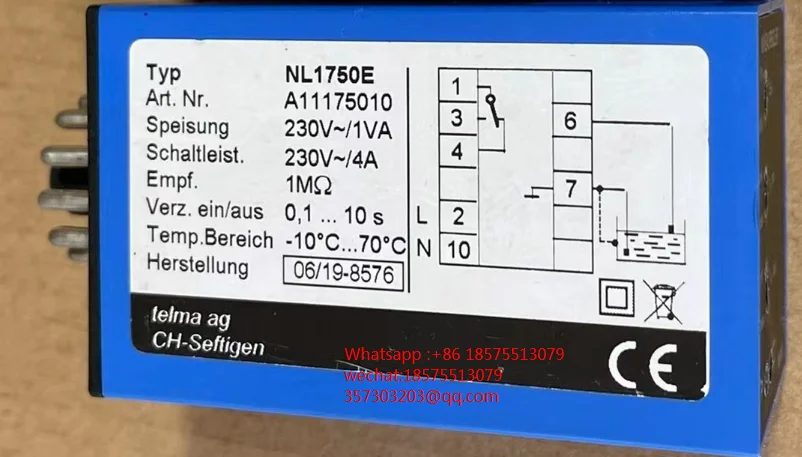 Typ NL1750E
Art. Nr. A11175010
Speisung 230V~/1VA
Schaltleist. 230V~/4A
Empf. 1MΩ
Verz. ein/aus 0,1 ... 10 s
Temp.Bereich -10°C...70°C
Herstellung 06/19-8576
1
3
4
L 2
N 10
6
7
telma ag
CH-Seftigen
CE
Whatsapp :+86 18575513079
wechat:18575513079
357303203@qq.com